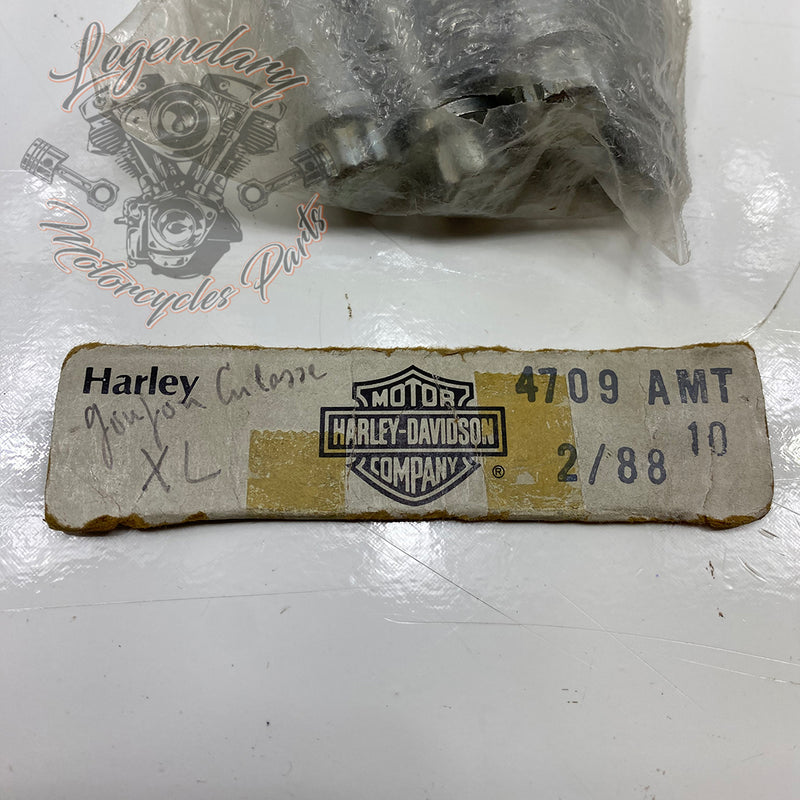 Legendary
Motorcycles Parts
Harley
goujon Culasse
XL
MOTOR
HARLEY-DAVIDSON
COMPANY
®
4709 AMT
10
2/88